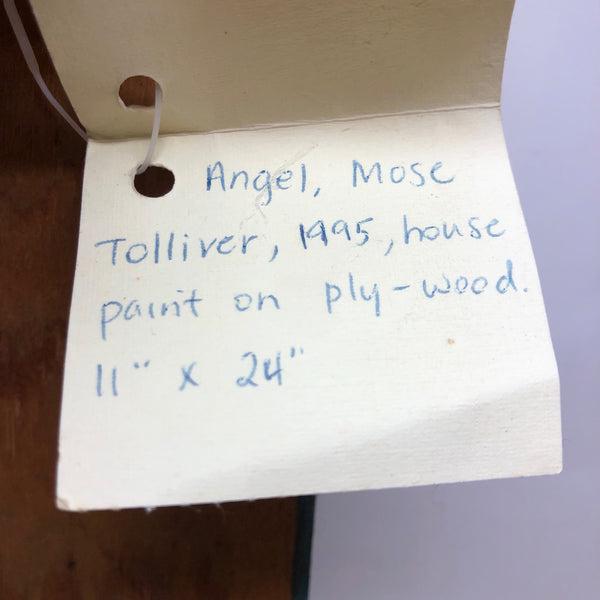 Angel, Mose
Tolliver, 1995, house
paint on ply-wood.
11" x 24"